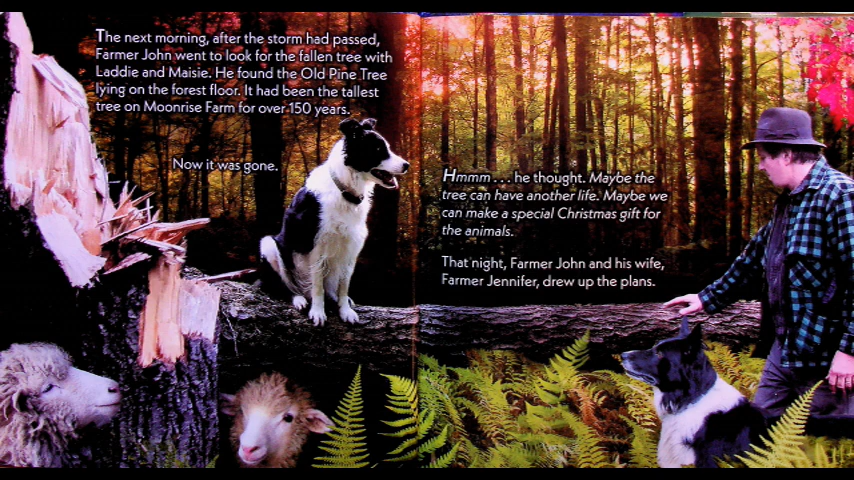 The next morning, after the storm had passed,
Farmer John went to look for the fallen tree with
Laddie and Maisie. He found the Old Pine Tree
lying on the forest floor. It had been the tallest
tree on Moonrise Farm for over 150 years.
Now it was gone.
Hmmm . . . he thought. Maybe the
tree can have another life. Maybe we
can make a special Christmas gift for
the animals.
That night, Farmer John and his wife,
Farmer Jennifer, drew up the plans.